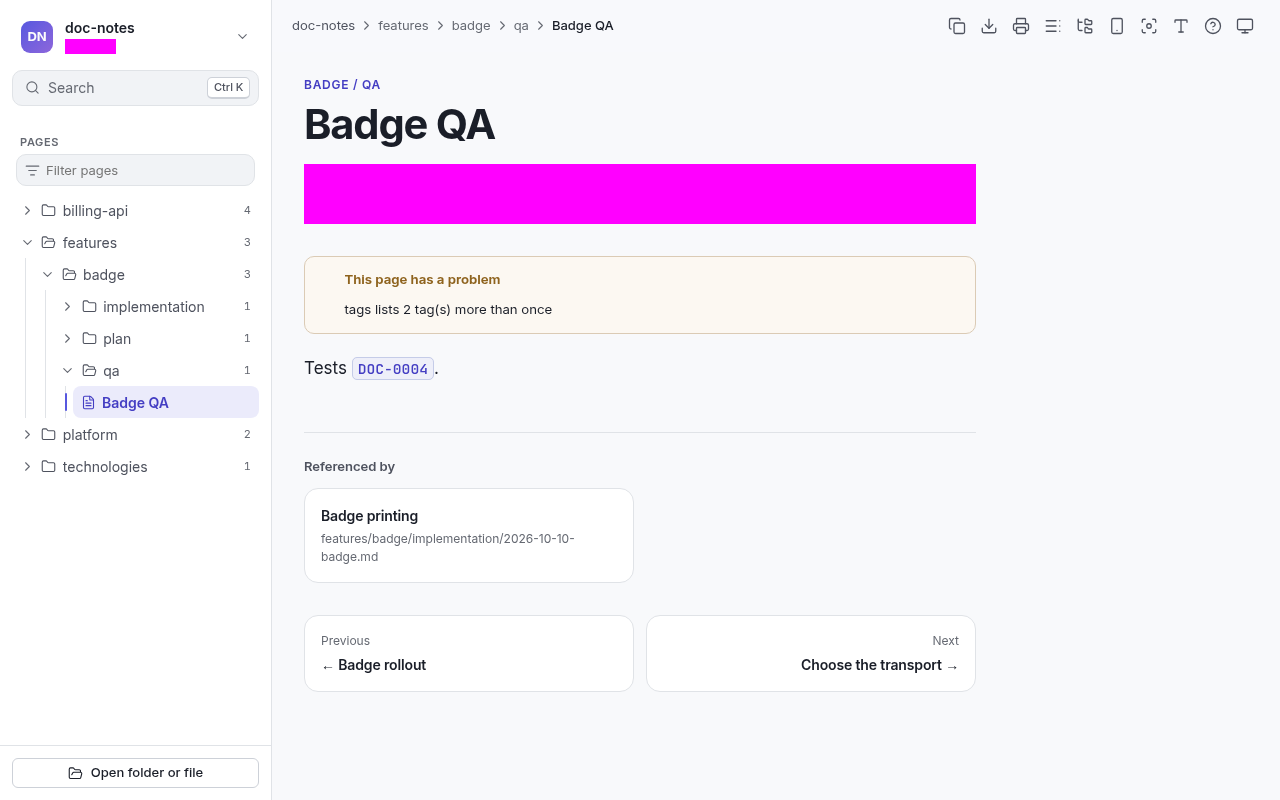 DN
doc-notes
Search
Ctrl K
PAGES
Filter pages
billing-api 4
features 3
badge 3
implementation 1
plan 1
qa 1
Badge QA
platform 2
technologies 1
Open folder or file
doc-notes > features > badge > qa > Badge QA
BADGE / QA
Badge QA
This page has a problem
tags lists 2 tag(s) more than once
Tests DOC-0004.
Referenced by
Badge printing
features/badge/implementation/2026-10-10-
badge.md
Previous
← Badge rollout
Next
Choose the transport →